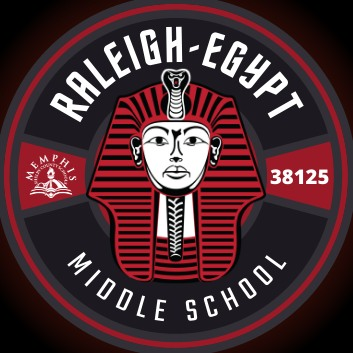 RALEIGH-EGYPT
MEMPHIS
38125
MIDDLE SCHOOL